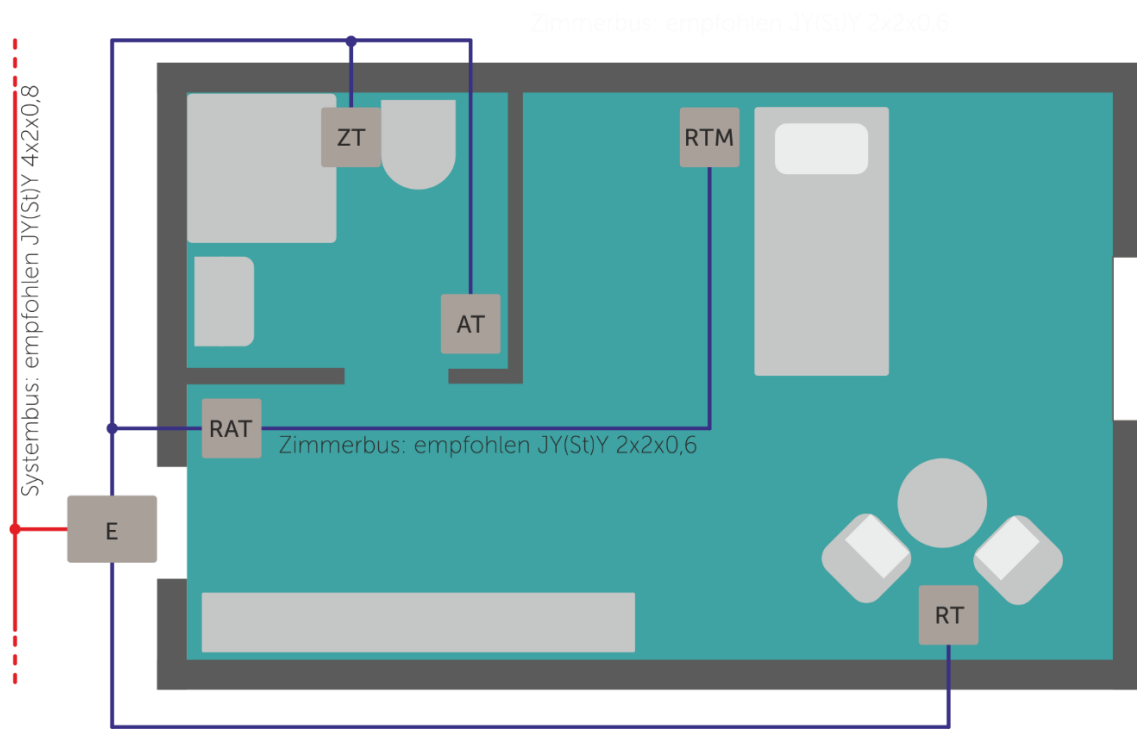 Zimmerbus: empfohlen JY(St)Y 2x2x0,6
Systembus: empfohlen JY(St)Y 4x2x0,8
ZT
RTM
AT
RAT
Zimmerbus: empfohlen JY(St)Y 2x2x0,6
E
RT